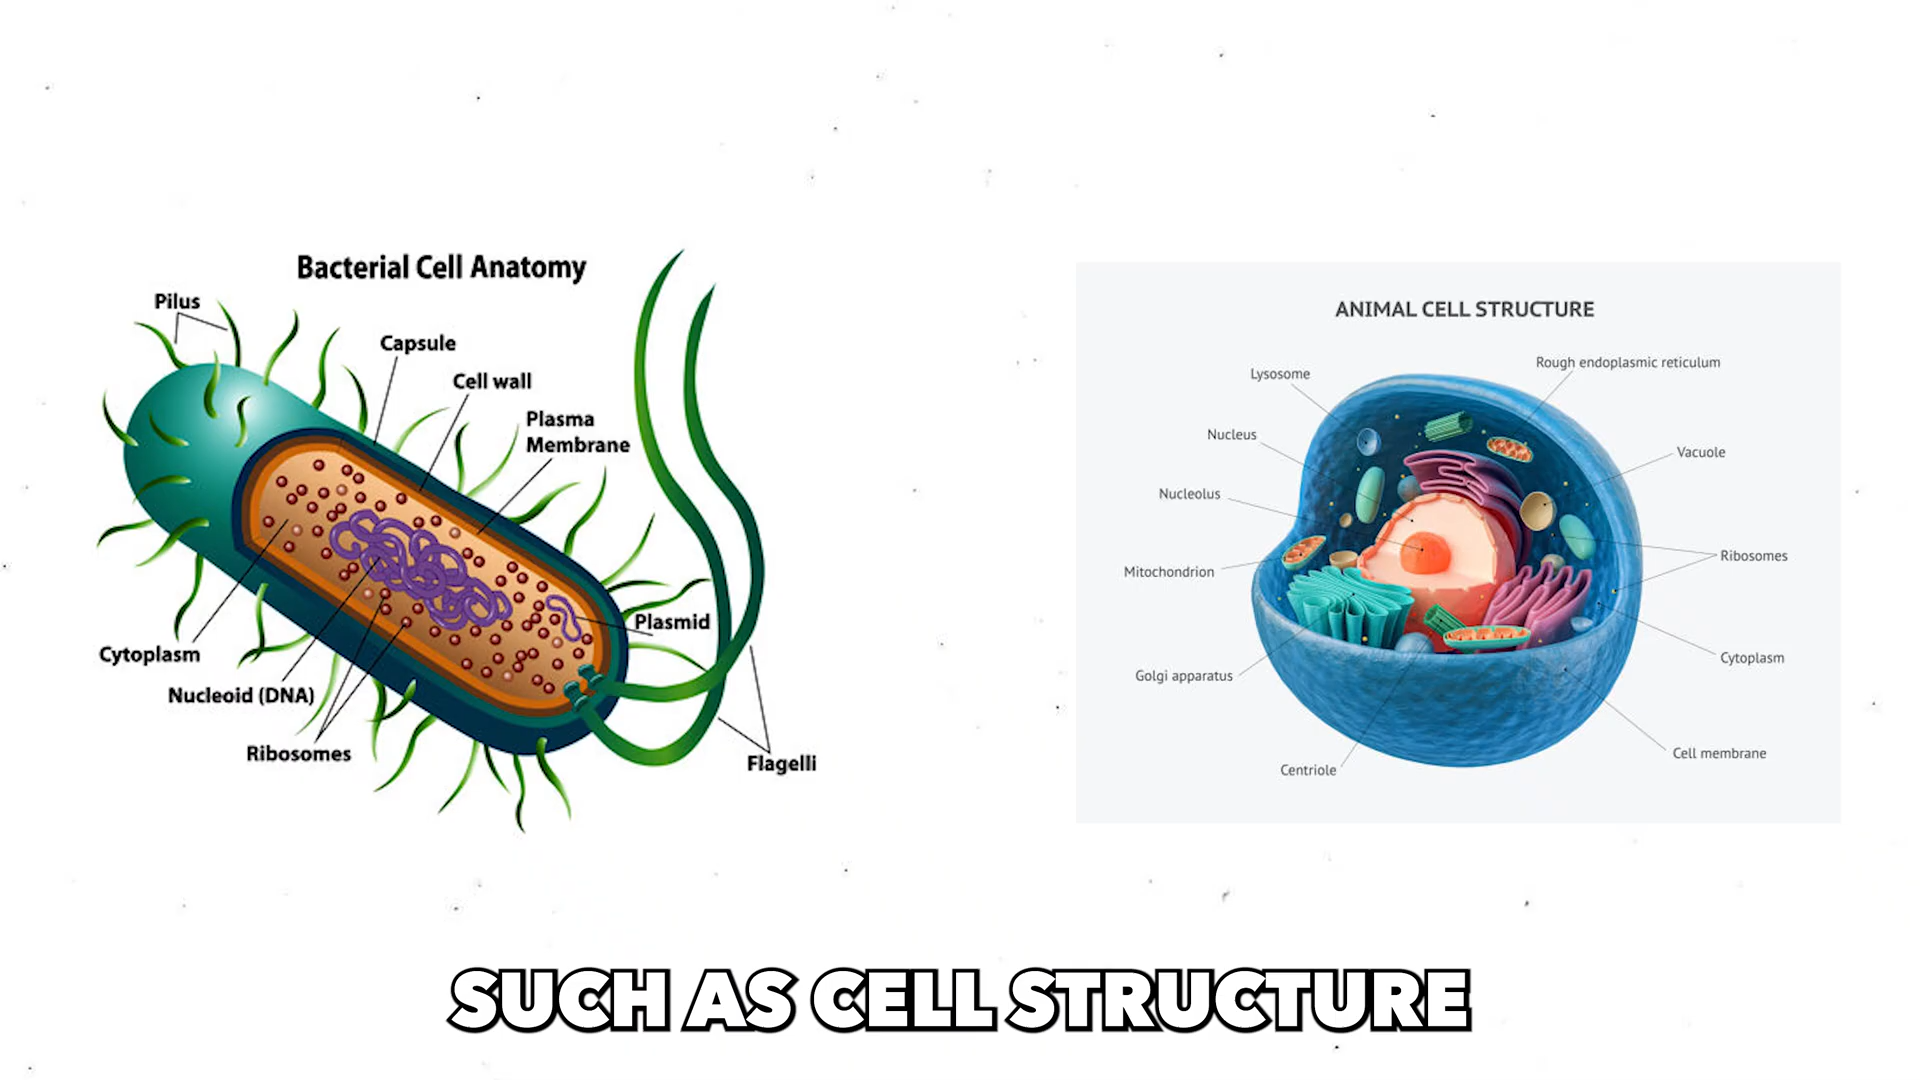 Bacterial Cell Anatomy
Pilus
Capsule
Cell wall
Plasma
Membrane
Plasmid
Cytoplasm
Nucleoid (DNA)
Ribosomes
Flagelli
ANIMAL CELL STRUCTURE
Rough endoplasmic reticulum
Lysosome
Nucleus
Vacuole
Nucleolus
Ribosomes
Mitochondrion
Cytoplasm
Golgi apparatus
Cell membrane
Centriole
SUCH AS CELL STRUCTURE